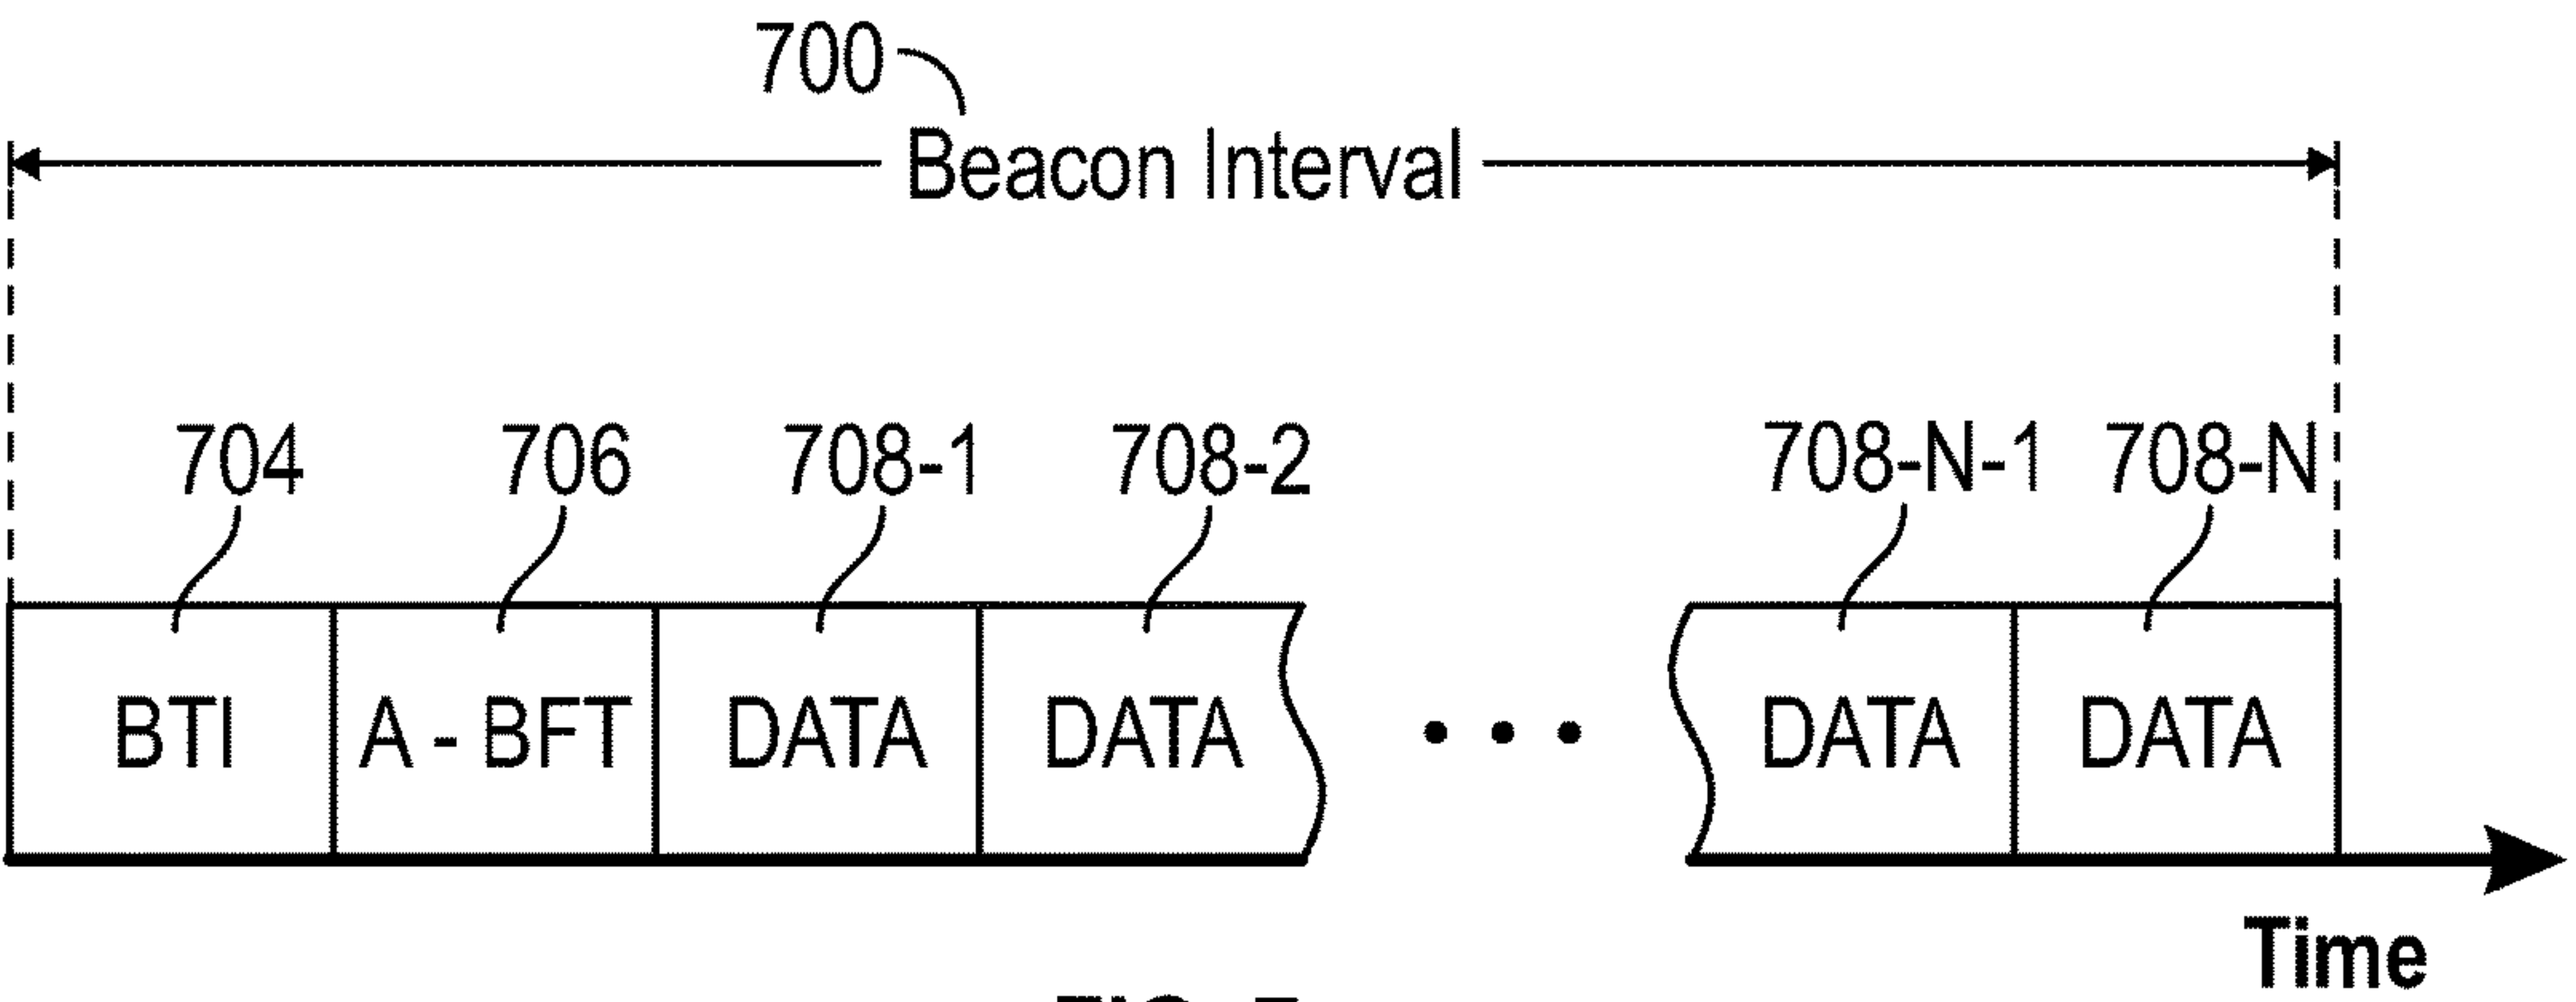 700
Beacon Interval
704 706 708-1 708-2 708-N-1 708-N
BTI A - BFT DATA DATA DATA DATA
Time